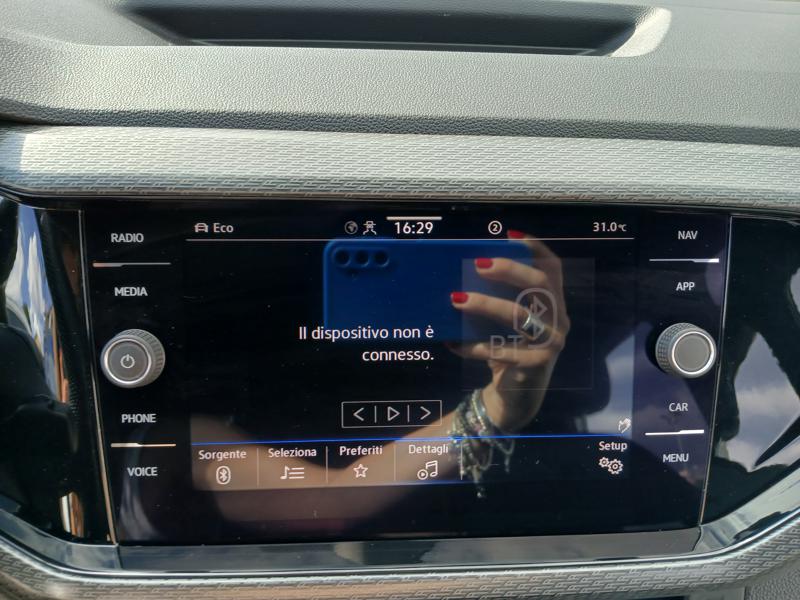 RADIO
MEDIA
PHONE
VOICE
Eco
16:29
2
31.0°C
Il dispositivo non è
connesso.
BT
Sorgente
Seleziona
Preferiti
Dettagli
Setup
NAV
APP
CAR
MENU